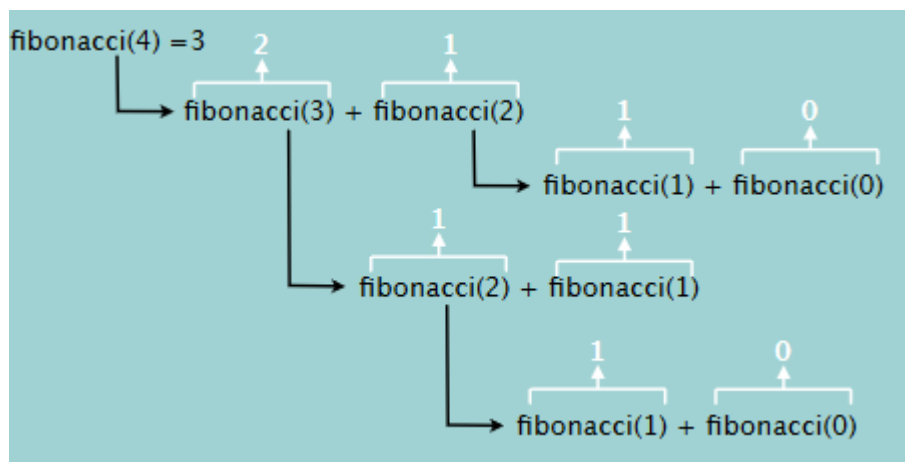 fibonacci(4) =3
2 1
fibonacci(3) + fibonacci(2)
1 0
fibonacci(1) + fibonacci(0)
1 1
fibonacci(2) + fibonacci(1)
1 0
fibonacci(1) + fibonacci(0)